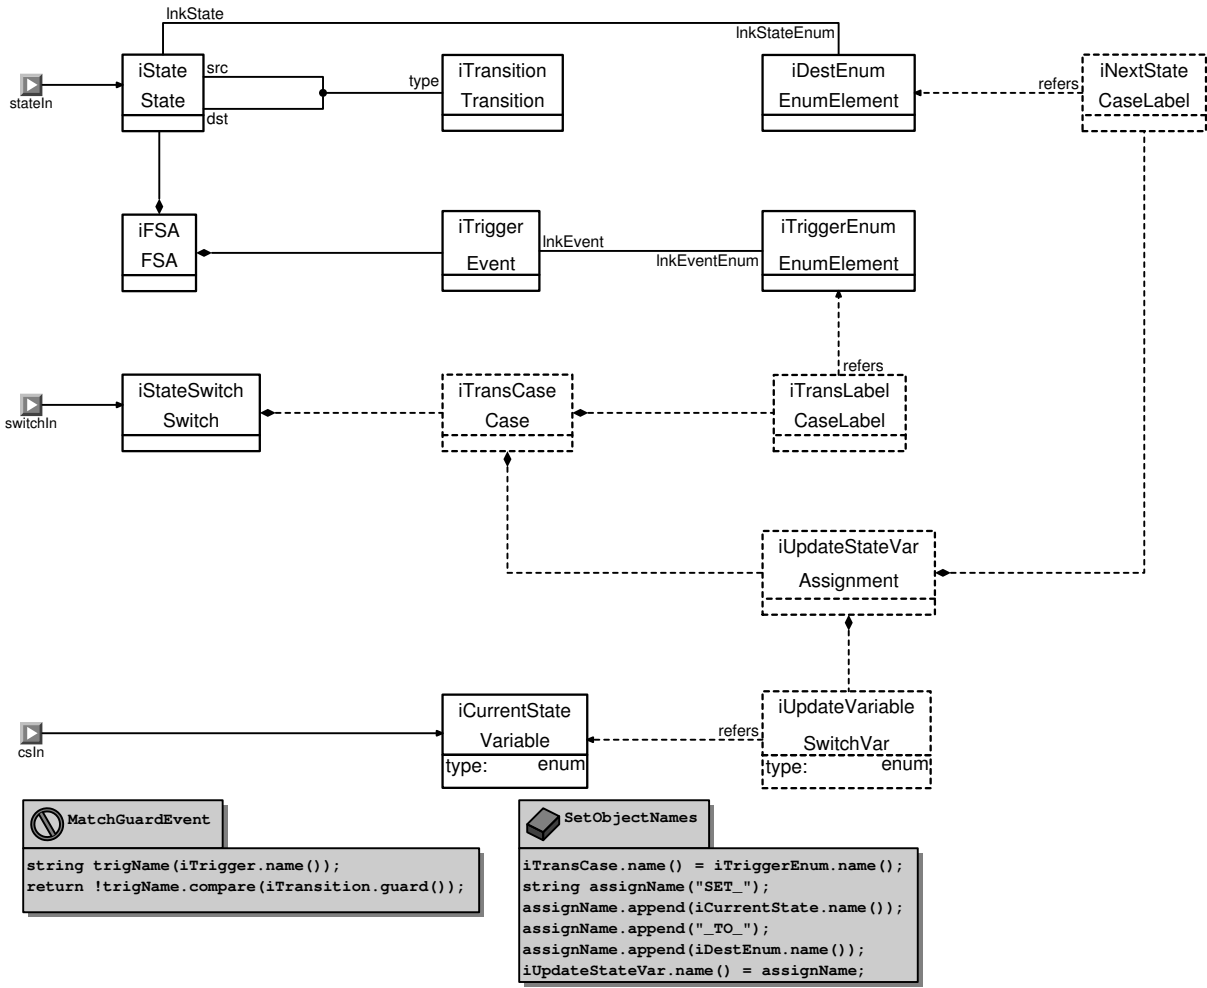 lnkState
lnkStateEnum
iState
State
src
dst
type
iTransition
Transition
iDestEnum
EnumElement
refers
iNextState
CaseLabel
stateIn
iFSA
FSA
iTrigger
Event
lnkEvent
lnkEventEnum
iTriggerEnum
EnumElement
refers
switchIn
iStateSwitch
Switch
iTransCase
Case
iTransLabel
CaseLabel
iUpdateStateVar
Assignment
csIn
iCurrentState
Variable
type: enum
refers
iUpdateVariable
SwitchVar
type: enum
MatchGuardEvent
string trigName(iTrigger.name());
return !trigName.compare(iTransition.guard());
SetObjectNames
iTransCase.name() = iTriggerEnum.name();
string assignName("SET_");
assignName.append(iCurrentState.name());
assignName.append("_TO_");
assignName.append(iDestEnum.name());
iUpdateStateVar.name() = assignName;